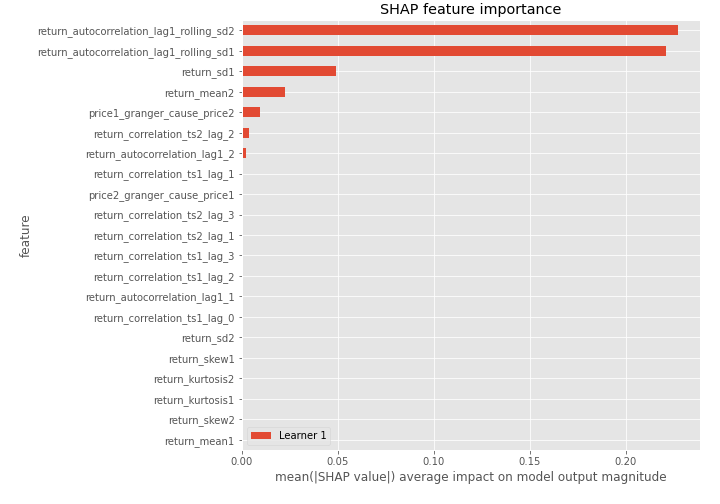 SHAP feature importance
return_autocorrelation_lag1_rolling_sd2
return_autocorrelation_lag1_rolling_sd1
return_sd1
return_mean2
price1_granger_cause_price2
return_correlation_ts2_lag_2
return_autocorrelation_lag1_2
return_correlation_ts1_lag_1
price2_granger_cause_price1
return_correlation_ts2_lag_3
return_correlation_ts2_lag_1
return_correlation_ts1_lag_3
return_correlation_ts1_lag_2
return_autocorrelation_lag1_1
return_correlation_ts1_lag_0
return_sd2
return_skew1
return_kurtosis2
return_kurtosis1
return_skew2
return_mean1
feature
Learner 1
0.00 0.05 0.10 0.15 0.20
mean(|SHAP value|) average impact on model output magnitude